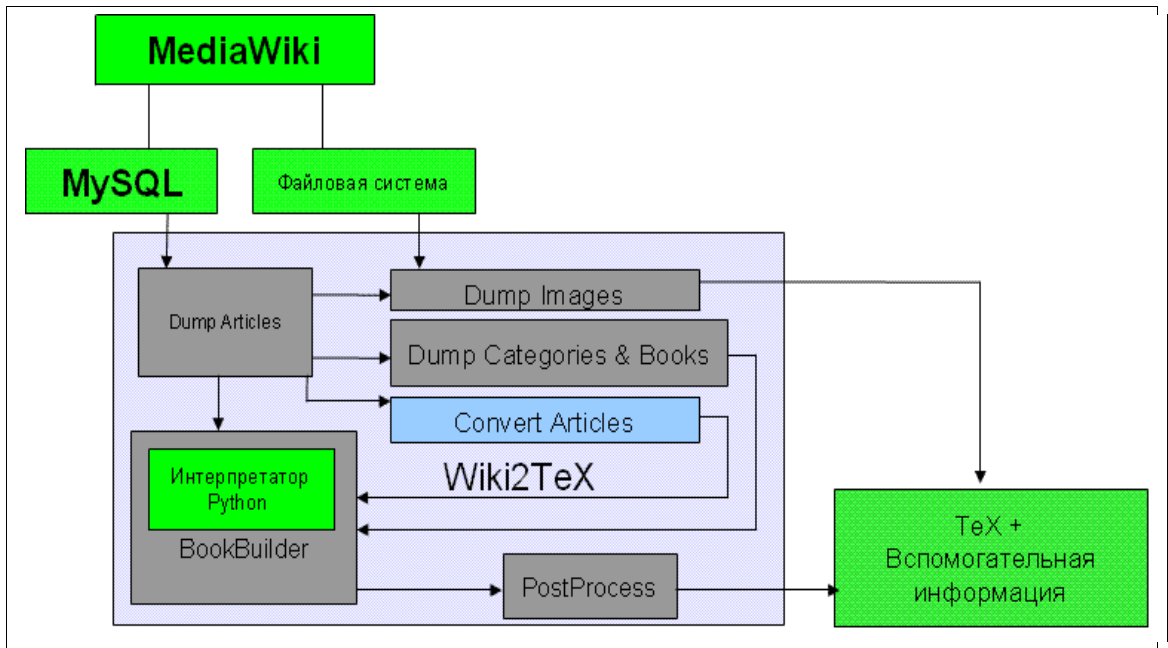 MediaWiki
MySQL
Файловая система
Dump Articles
Dump Images
Dump Categories & Books
Convert Articles
Wiki2TeX
Интерпретатор
Python
BookBuilder
PostProcess
TeX +
Вспомогательная
информация